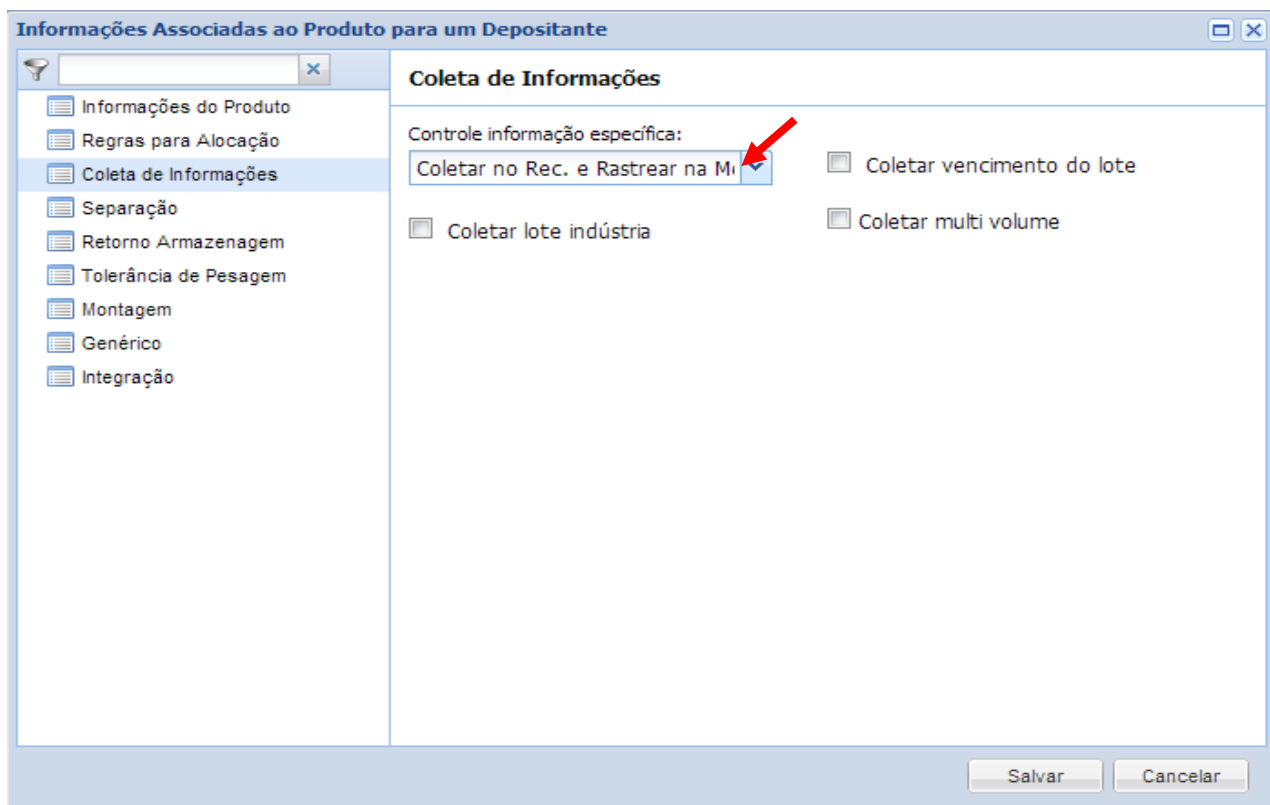 Informações Associadas ao Produto para um Depositante
Informações do Produto
Regras para Alocação
Coleta de Informações
Separação
Retorno Armazenagem
Tolerância de Pesagem
Montagem
Genérico
Integração
Coleta de Informações
Controle informação específica:
Coletar no Rec. e Rastrear na M
Coletar vencimento do lote
Coletar lote indústria
Coletar multi volume
Salvar
Cancelar